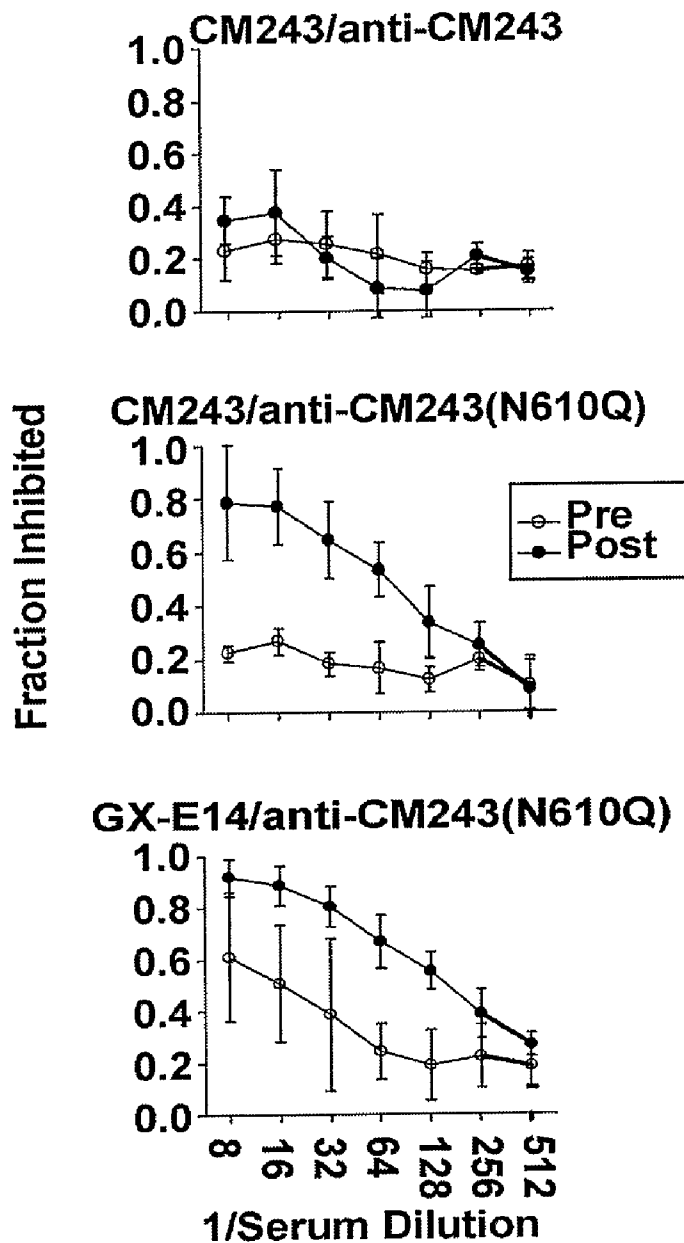 CM243/anti-CM243
1.0
0.8
0.6
0.4
0.2
0.0
Fraction Inhibited
CM243/anti-CM243(N610Q)
1.0
0.8
0.6
0.4
0.2
0.0
Pre
Post
GX-E14/anti-CM243(N610Q)
1.0
0.8
0.6
0.4
0.2
0.0
8 16 32 64 128 256 512
1/Serum Dilution